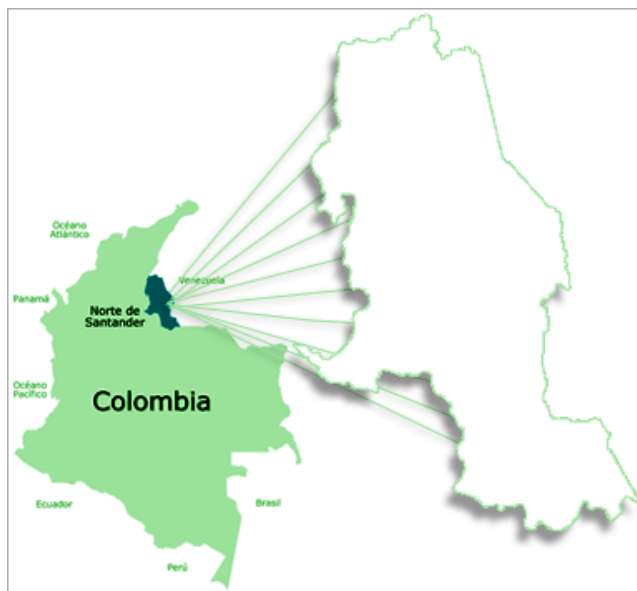 Océano
Atlántico
Venezuela
Panamá
Norte de
Santander
Océano
Pacífico
Colombia
Ecuador
Brasil
Perú